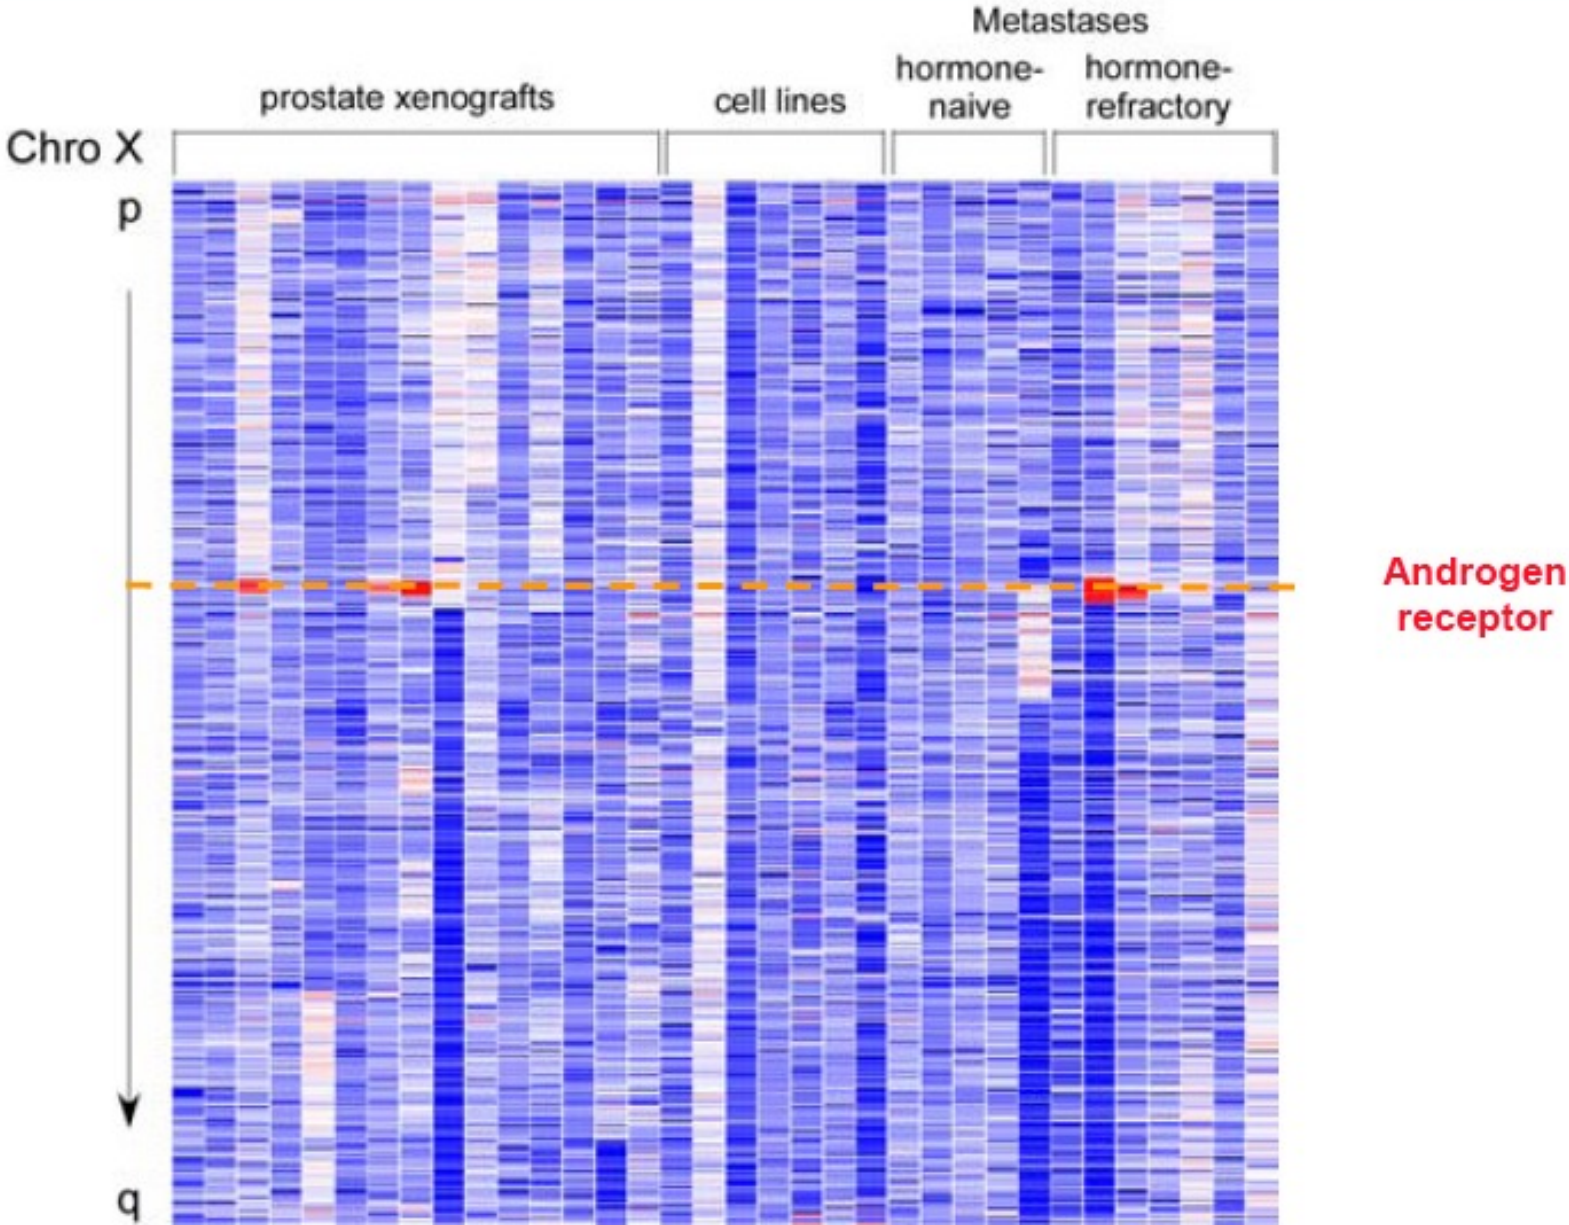 Metastases
prostate xenografts
cell lines
hormone-
naive
hormone-
refractory
Chro X
p
Androgen
receptor
q